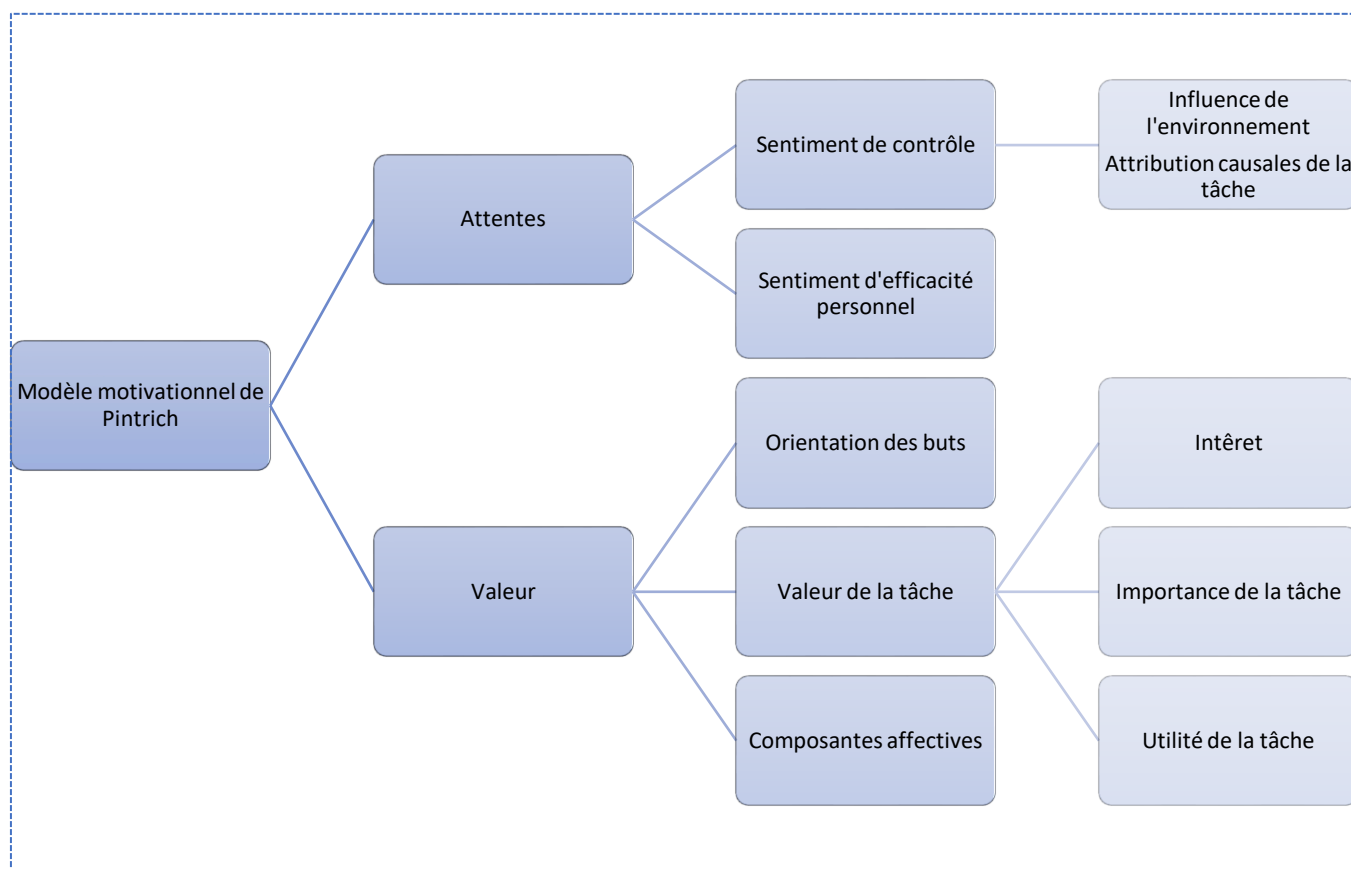 Modèle motivationnel de
Pintrich
Attentes
Sentiment de contrôle
Influence de
l'environnement
Attribution causales de la
tâche
Sentiment d'efficacité
personnel
Valeur
Orientation des buts
Valeur de la tâche
Intêret
Importance de la tâche
Utilité de la tâche
Composantes affectives